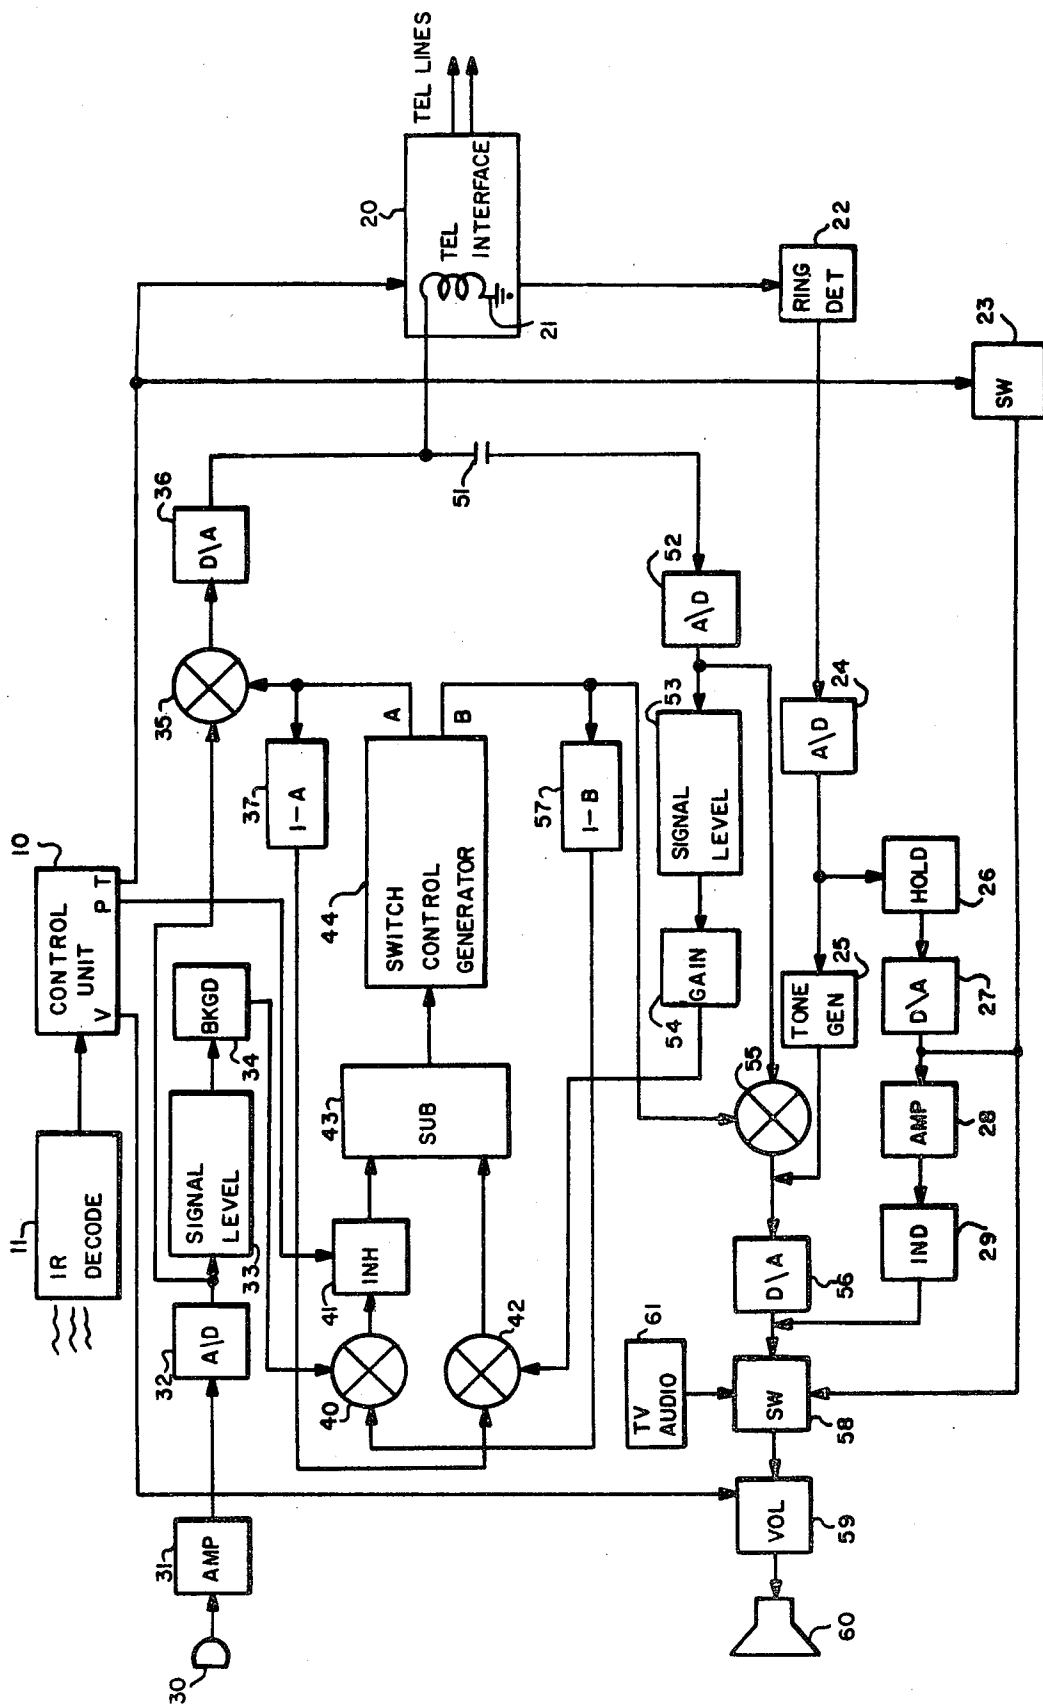 30
31
AMP
32
A\D
33
SIGNAL
LEVEL
34
BKGD
11
IR
DECODE
10
CONTROL
UNIT
V
P
T
35
36
D\A
37
1-A
40
41
INH
42
43
SUB
44
SWITCH
CONTROL
GENERATOR
A
B
57
1-B
20
TEL
INTERFACE
21
TEL LINES
51
52
A\D
53
SIGNAL
LEVEL
54
GAIN
55
56
D\A
61
TV
AUDIO
58
SW
59
VOL
60
22
RING
DET
23
SW
24
A\D
25
TONE
GEN
26
HOLD
27
D\A
28
AMP
29
IND